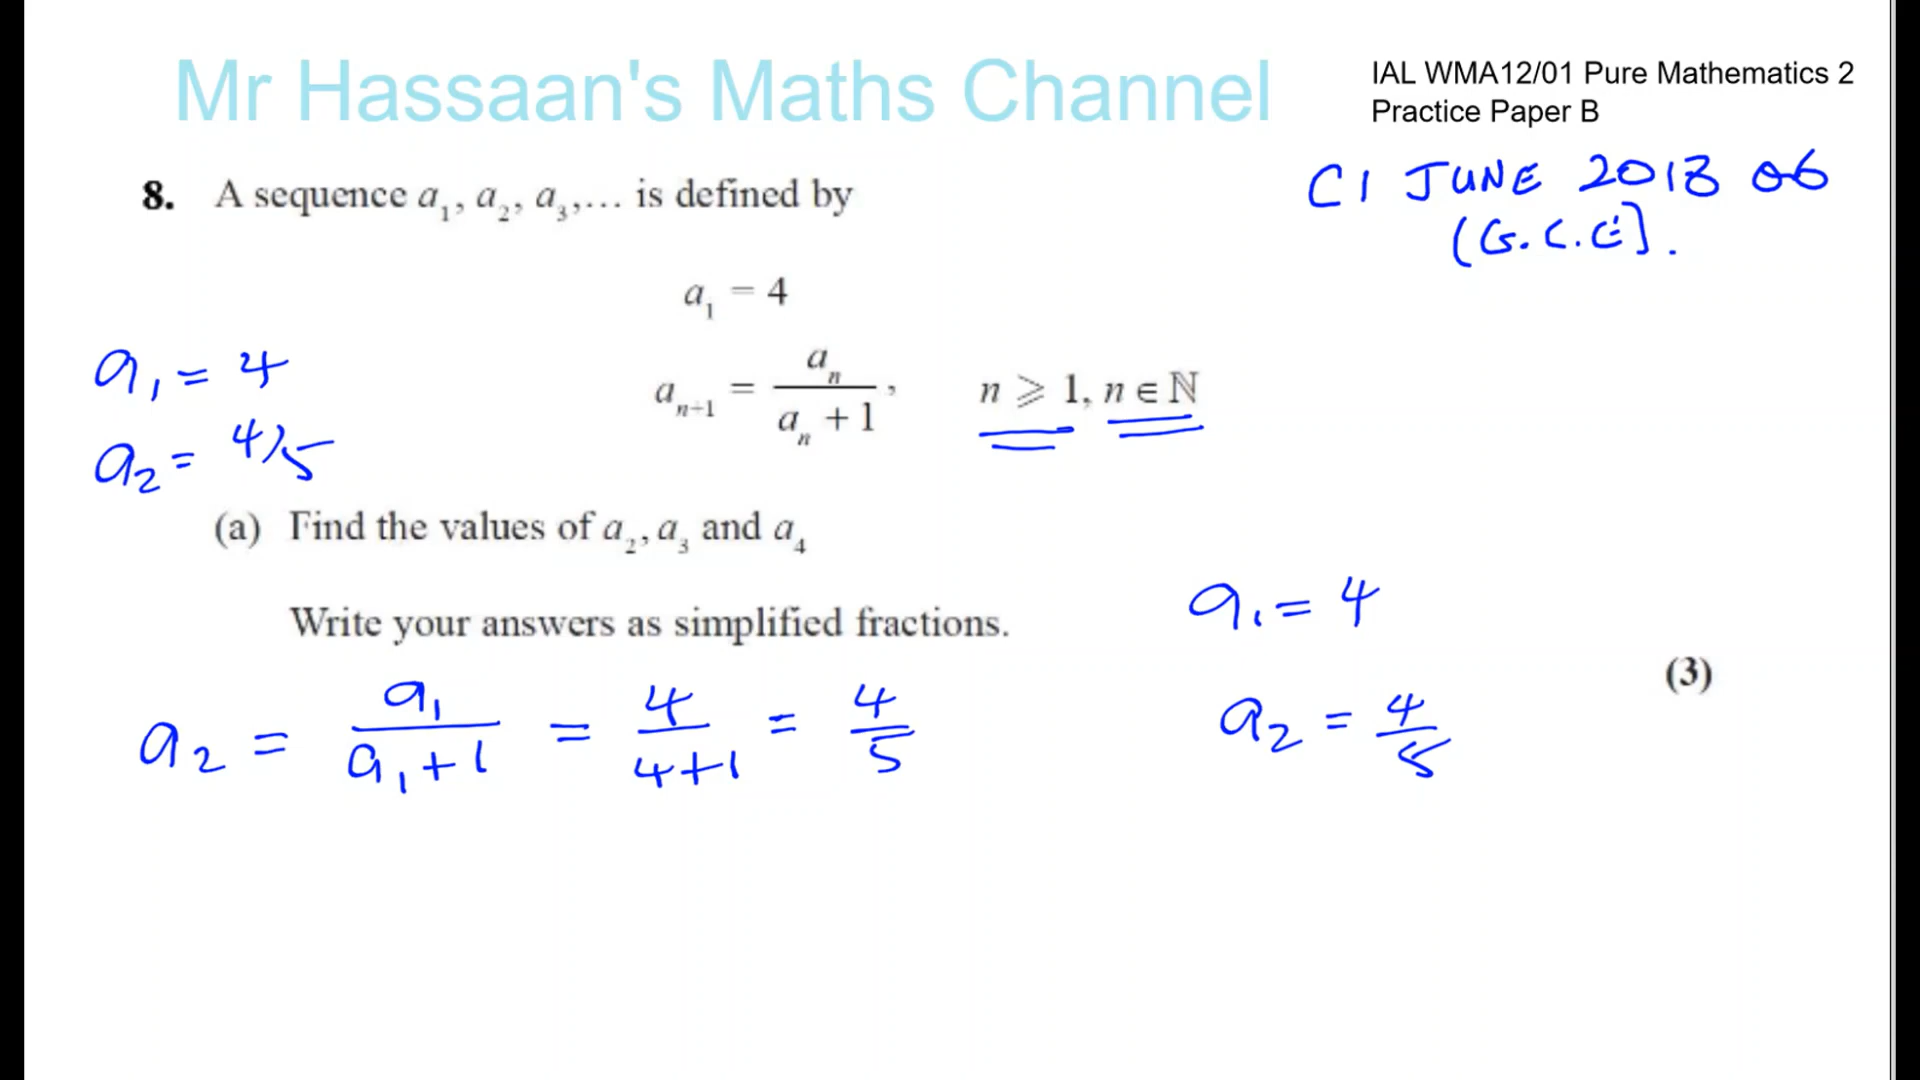 Mr Hassaan's Maths Channel
IAL WMA12/01 Pure Mathematics 2
Practice Paper B
C1 JUNE 2018 Q6
(G.C.E).
8. A sequence a₁, a₂, a₃,... is defined by
a₁ = 4
aₙ₊₁ = aₙ / (aₙ + 1), n ⩾ 1, n ∈ ℕ
a₁ = 4
a₂ = 4/5
(a) Find the values of a₂, a₃ and a₄
Write your answers as simplified fractions.
(3)
a₂ = a₁ / (a₁ + 1) = 4 / (4+1) = 4/5
a₁ = 4
a₂ = 4/5